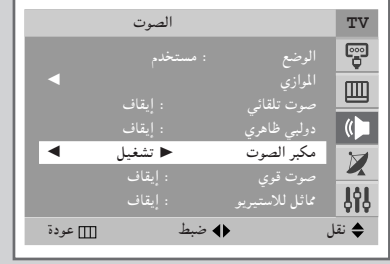 TV
الصوت
الوضع : مستخدم
الموازي ◀
صوت تلقائي : إيقاف
دولبي ظاهري : إيقاف
مكبر الصوت ▶ تشغيل ◀
صوت قوي : إيقاف
مماثل للاستيريو : إيقاف
نقل ضبط عودة